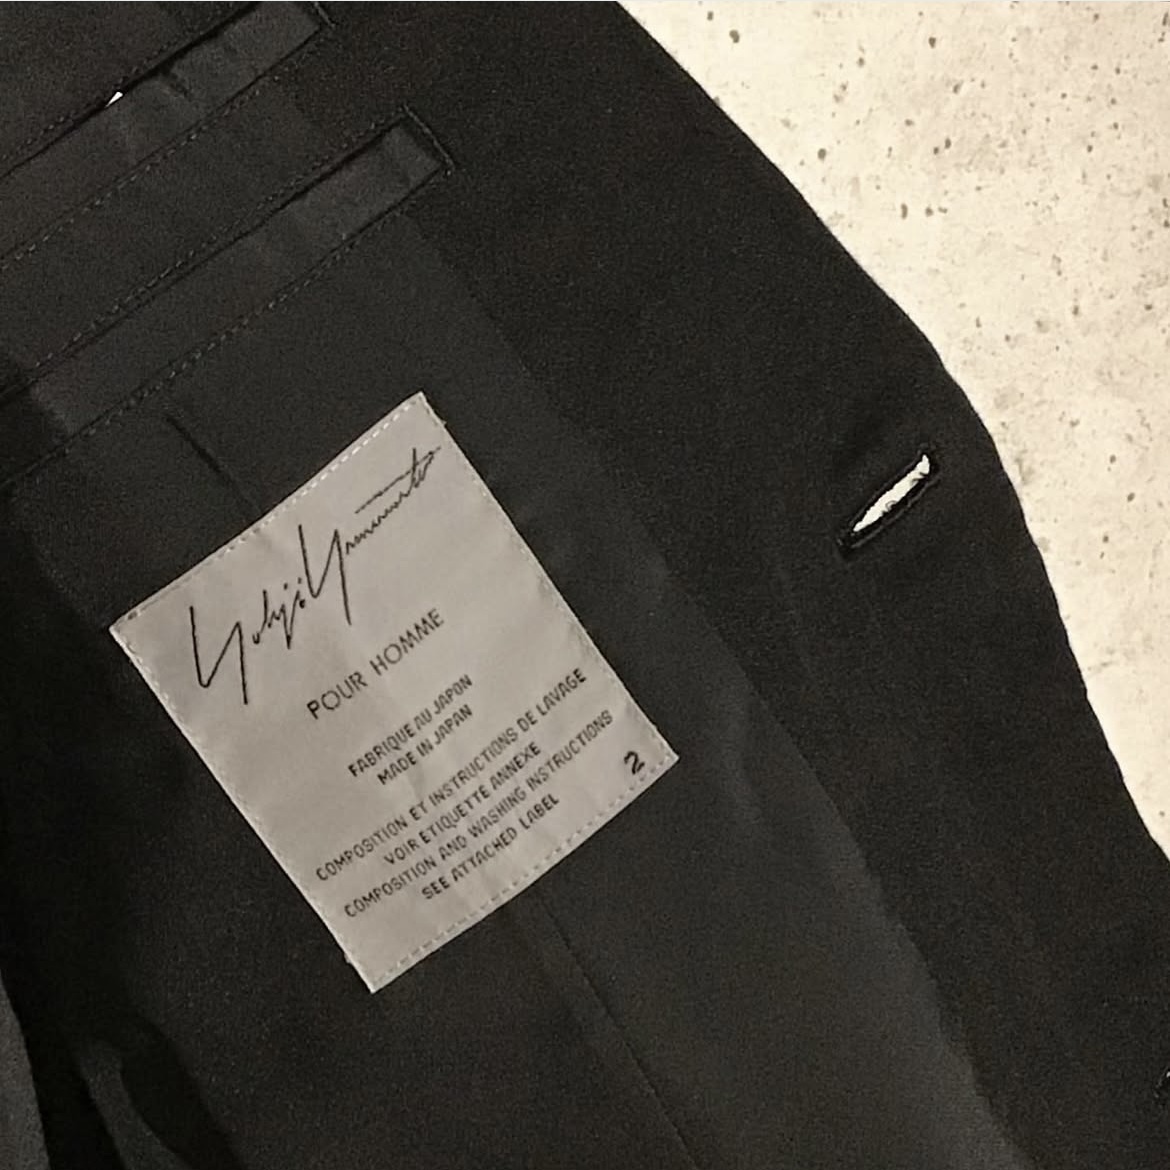 Yohji Yamamoto
POUR HOMME
FABRIQUE AU JAPON
MADE IN JAPAN
COMPOSITION ET INSTRUCTIONS DE LAVAGE
VOIR ETIQUETTE ANNEXE
COMPOSITION AND WASHING INSTRUCTIONS
SEE ATTACHED LABEL
2